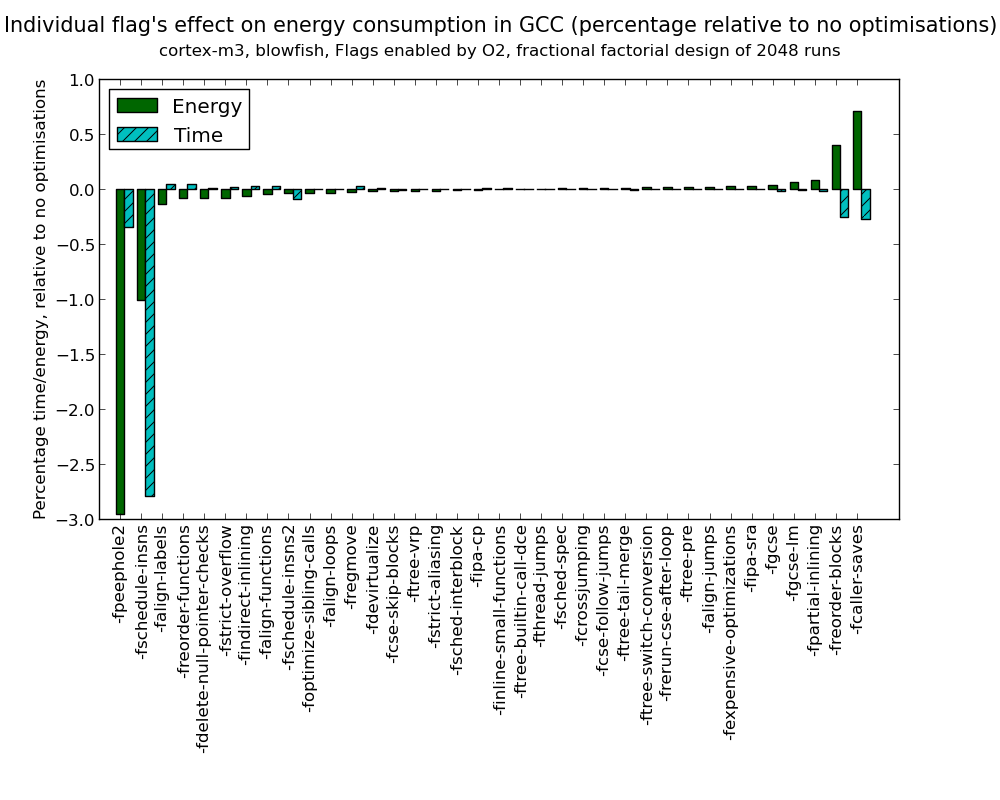 Individual flag's effect on energy consumption in GCC (percentage relative to no optimisations)
cortex-m3, blowfish, Flags enabled by O2, fractional factorial design of 2048 runs
Percentage time/energy, relative to no optimisations
1.0
0.5
0.0
−0.5
−1.0
−1.5
−2.0
−2.5
−3.0
Energy
Time
-fpeephole2
-fschedule-insns
-falign-labels
-freorder-functions
-fdelete-null-pointer-checks
-fstrict-overflow
-findirect-inlining
-falign-functions
-fschedule-insns2
-foptimize-sibling-calls
-falign-loops
-fregmove
-fdevirtualize
-fcse-skip-blocks
-ftree-vrp
-fstrict-aliasing
-fsched-interblock
-fipa-cp
-finline-small-functions
-ftree-builtin-call-dce
-fthread-jumps
-fsched-spec
-fcrossjumping
-fcse-follow-jumps
-ftree-tail-merge
-ftree-switch-conversion
-frerun-cse-after-loop
-ftree-pre
-falign-jumps
-fexpensive-optimizations
-fipa-sra
-fgcse
-fgcse-lm
-fpartial-inlining
-freorder-blocks
-fcaller-saves